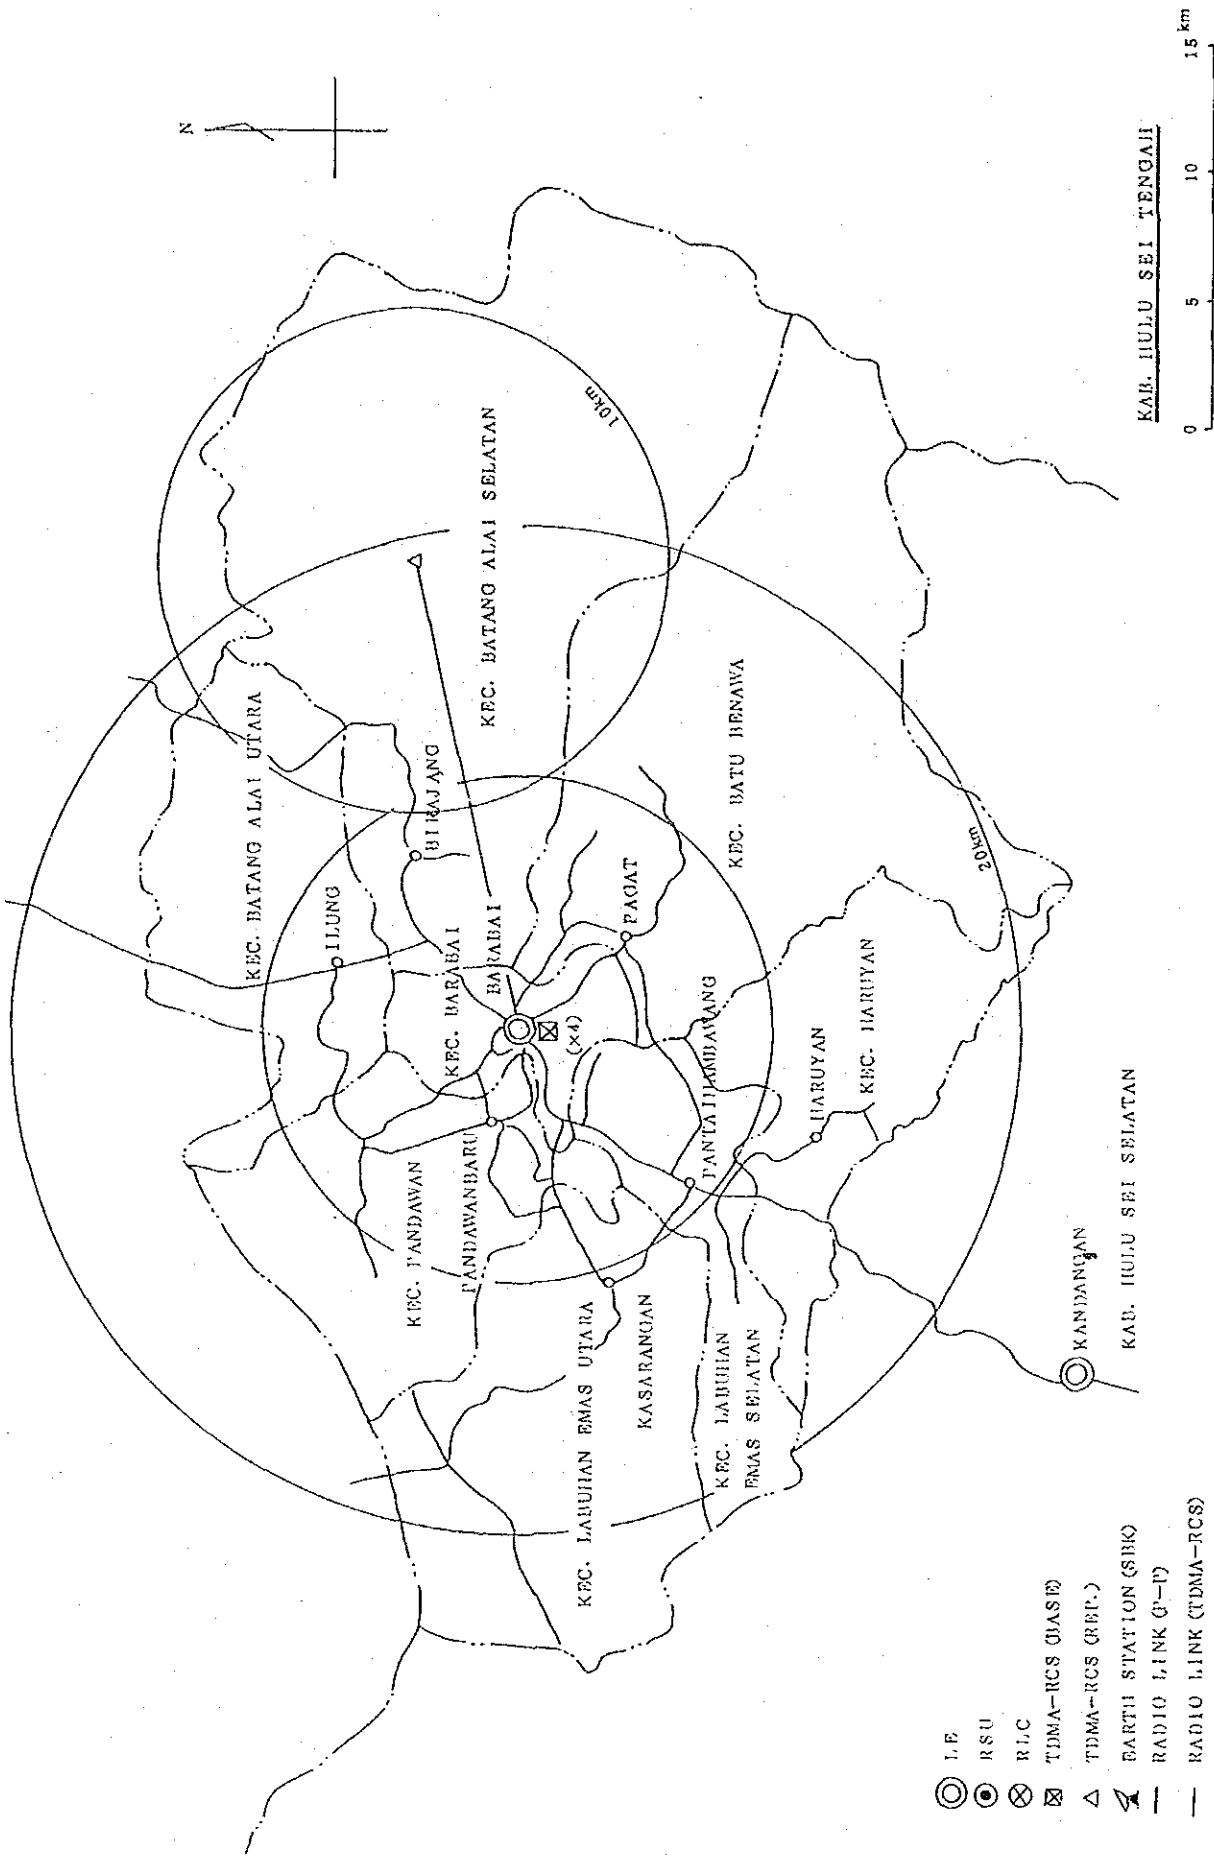 N
KEC. BATANG ALAI UTARA
ILUNG
BIRAJANG
10km
KEC. BATANG ALAI SELATAN
KEC. BARABAI
BARABAI
(×4)
KEC. PANDAWAN
PANDAWANBARU
PAGAT
KEC. BATU BENAWA
KEC. LABUHAN EMAS UTARA
KASARANGAN
PANTAIHAMBAWANG
KEC. LABUHAN
EMAS SELATAN
HARUYAN
KEC. HARUYAN
20km
KANDANGAN
KAB. HULU SEI SELATAN
KAB. HULU SEI TENGAH
0 5 10 15 km
LE
RSU
RLC
TDMA-RCS (BASE)
TDMA-RCS (REP.)
EARTH STATION (SBK)
RADIO LINK (P-P)
RADIO LINK (TDMA-RCS)